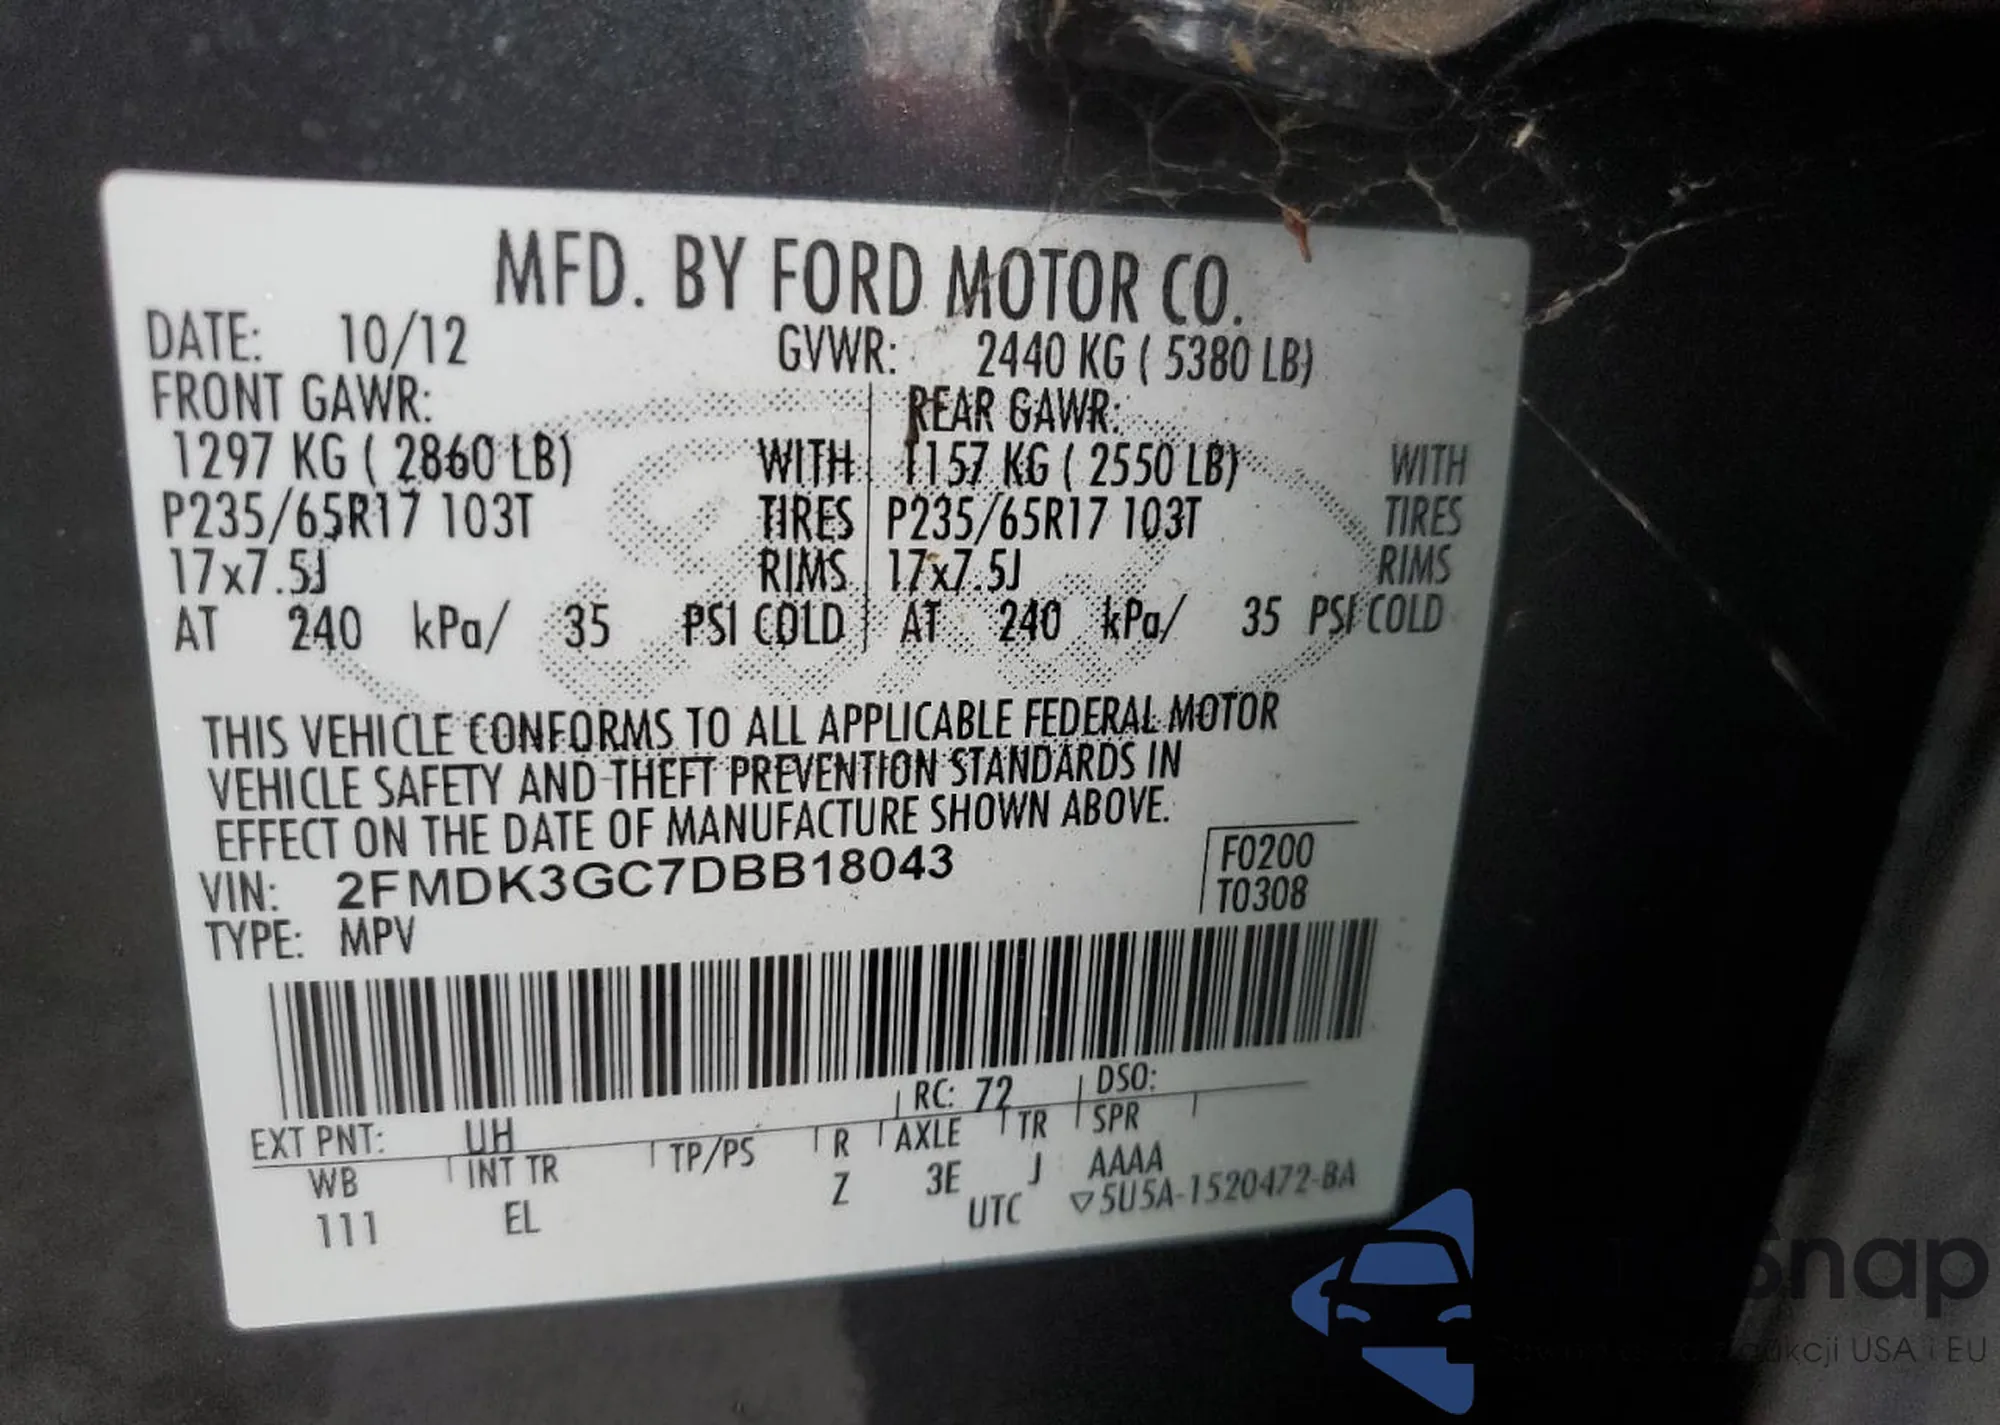 MFD. BY FORD MOTOR CO.
DATE: 10/12 GVWR: 2440 KG ( 5380 LB)
FRONT GAWR: REAR GAWR:
1297 KG ( 2860 LB) WITH 1157 KG ( 2550 LB) WITH
P235/65R17 103T TIRES P235/65R17 103T TIRES
17x7.5J RIMS 17x7.5J RIMS
AT 240 kPa/ 35 PSI COLD AT 240 kPa/ 35 PSI COLD
THIS VEHICLE CONFORMS TO ALL APPLICABLE FEDERAL MOTOR
VEHICLE SAFETY AND THEFT PREVENTION STANDARDS IN
EFFECT ON THE DATE OF MANUFACTURE SHOWN ABOVE.
VIN: 2FMDK3GC7DBB18043 F0200
TYPE: MPV T0308
RC: 72 DSO:
EXT PNT: UH
WB INT TR TP/PS R AXLE TR SPR
111 EL Z 3E J AAAA
UTC ▽5U5A-1520472-BA
USA i EU